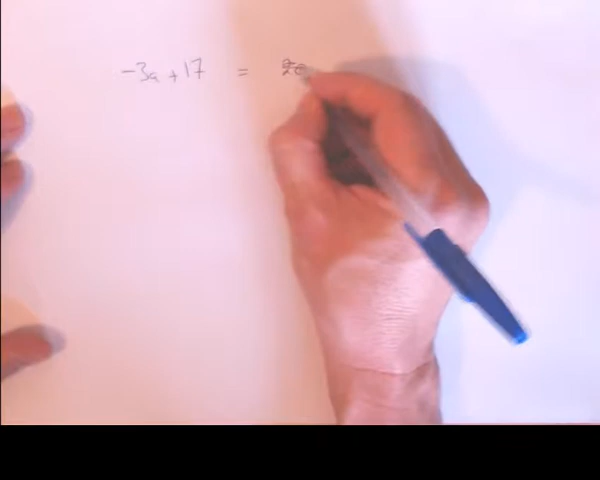 -3a + 17 =